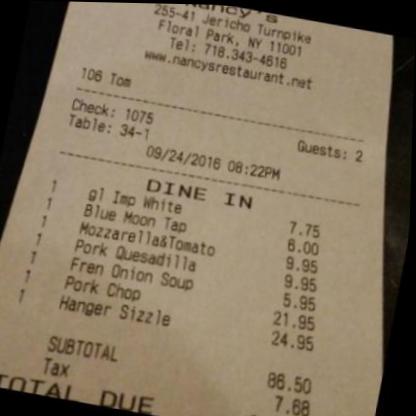 Nancy's
255-41 Jericho Turnpike
Floral Park, NY 11001
Tel: 718.343-4616
www.nancysrestaurant.net
106 Tom
Check: 1075 Guests: 2
Table: 34-1
09/24/2016 08:22PM
DINE IN
1 gl Imp White 7.75
1 Blue Moon Tap 6.00
1 Mozzarella&Tomato 9.95
1 Pork Quesadilla 9.95
1 Fren Onion Soup 5.95
1 Pork Chop 21.95
1 Hanger Sizzle 24.95
SUBTOTAL 86.50
Tax 7.68
TOTAL DUE